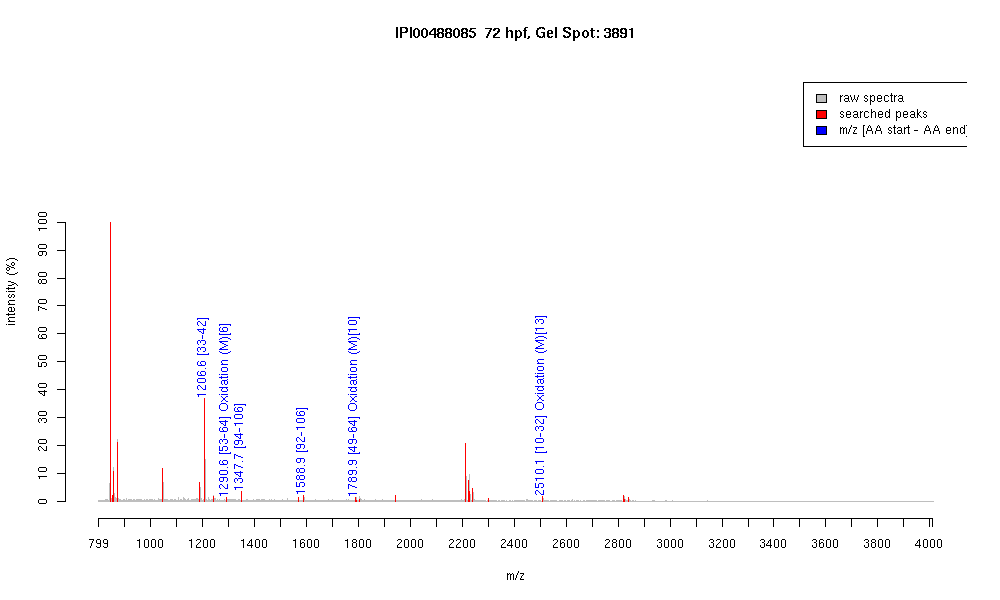 IPI00488085 72 hpf, Gel Spot: 3891
raw spectra
searched peaks
m/z [AA start - AA end]
intensity (%)
100
90
80
70
60
50
40
30
20
10
0
1206.6 [33-42]
1290.6 [53-64] Oxidation (M)[6]
1347.7 [94-106]
1588.9 [92-106]
1789.9 [49-64] Oxidation (M)[10]
2510.1 [10-32] Oxidation (M)[13]
799 1000 1200 1400 1600 1800 2000 2200 2400 2600 2800 3000 3200 3400 3600 3800 4000
m/z